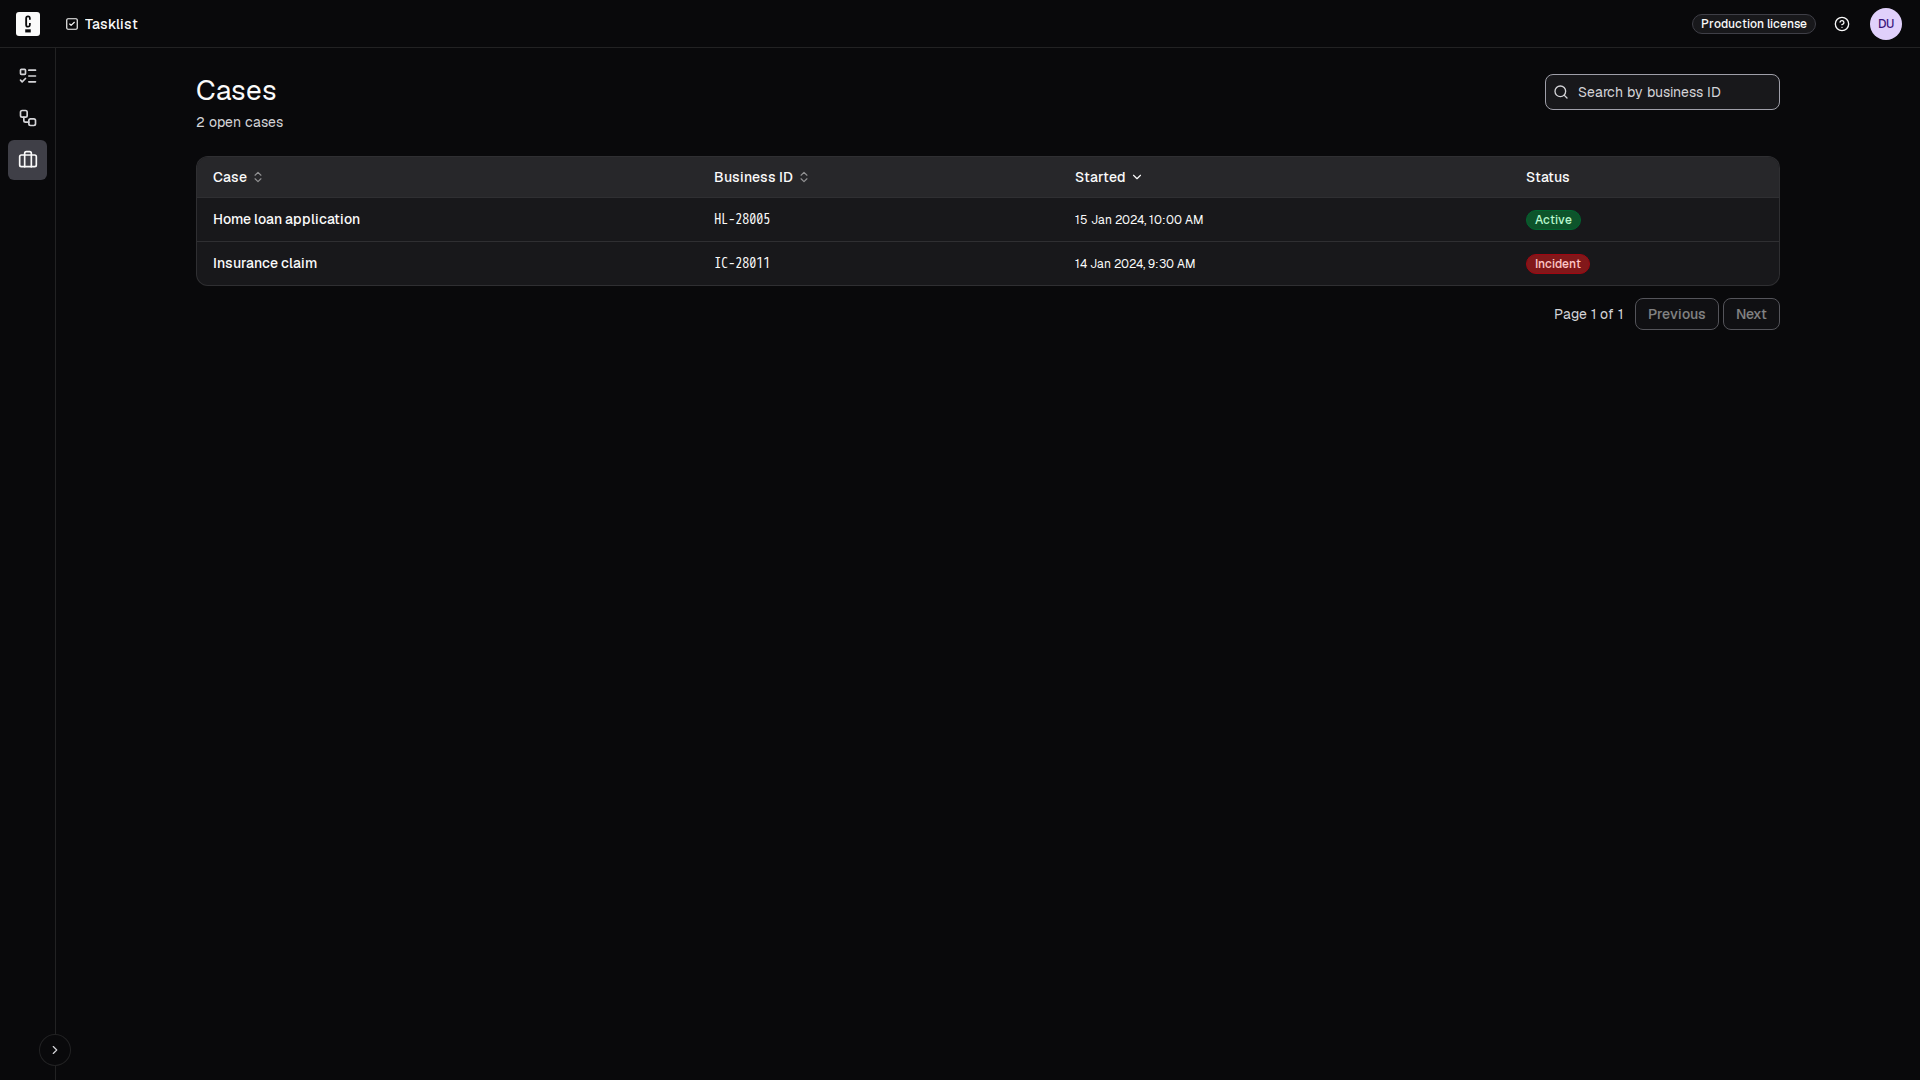 Tasklist
Production license
DU
Cases
2 open cases
Search by business ID
Case Business ID Started Status
Home loan application HL-28005 15 Jan 2024, 10:00 AM Active
Insurance claim IC-28011 14 Jan 2024, 9:30 AM Incident
Page 1 of 1 Previous Next